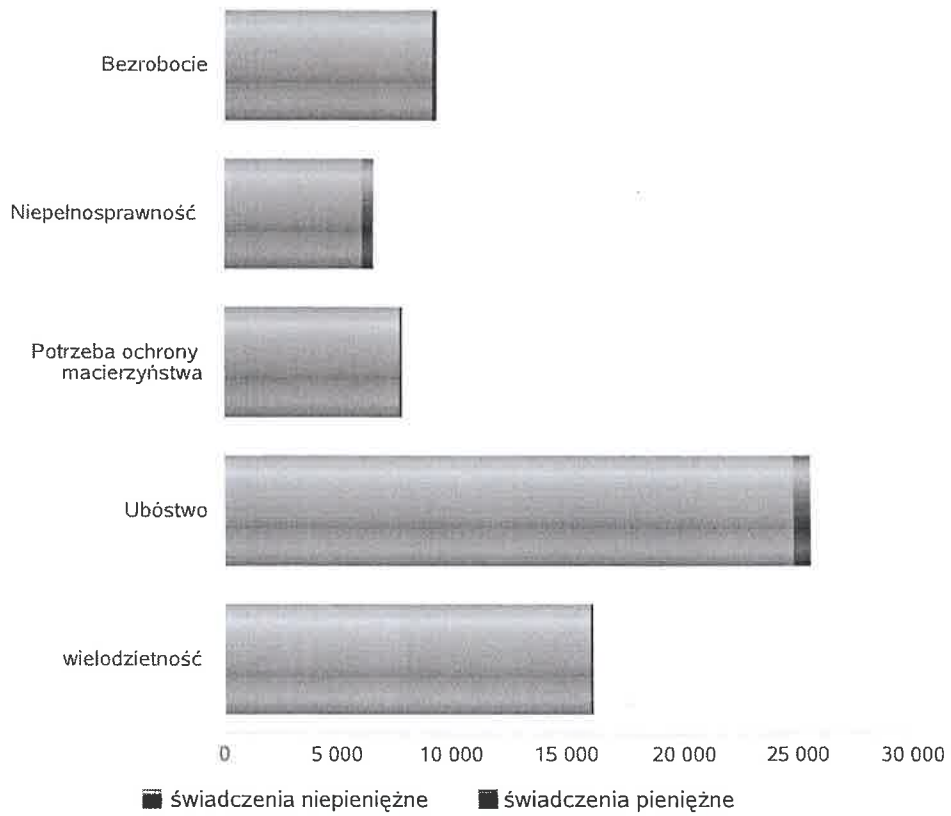 Bezrobocie
Niepełnosprawność
Potrzeba ochrony
macierzyństwa
Ubóstwo
wielodzietność
0 5 000 10 000 15 000 20 000 25 000 30 000
świadczenia niepieniężne świadczenia pieniężne